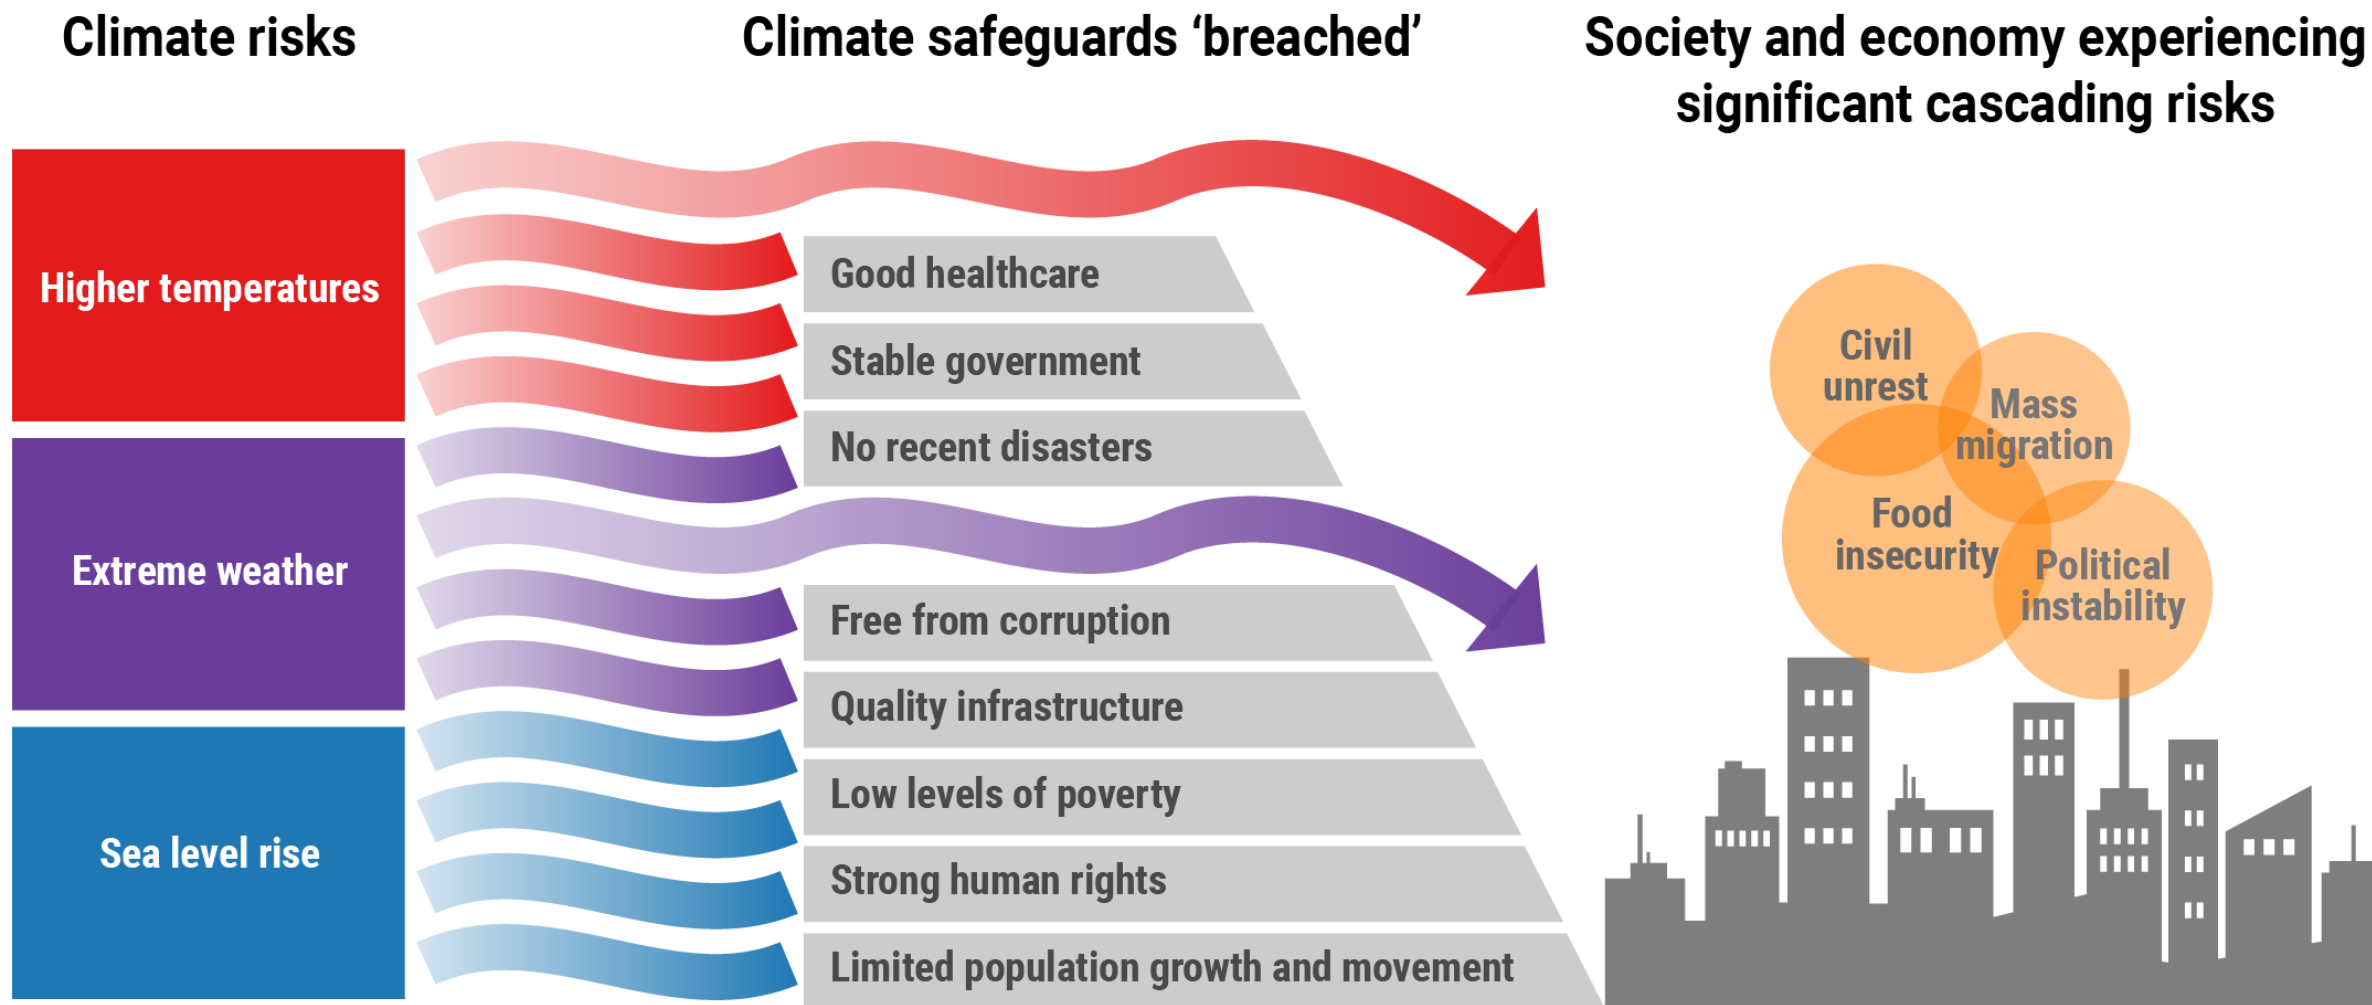 Climate risks
Climate safeguards ‘breached’
Society and economy experiencing
significant cascading risks
Higher temperatures
Extreme weather
Sea level rise
Good healthcare
Stable government
No recent disasters
Free from corruption
Quality infrastructure
Low levels of poverty
Strong human rights
Limited population growth and movement
Civil
unrest
Mass
migration
Food
insecurity
Political
instability